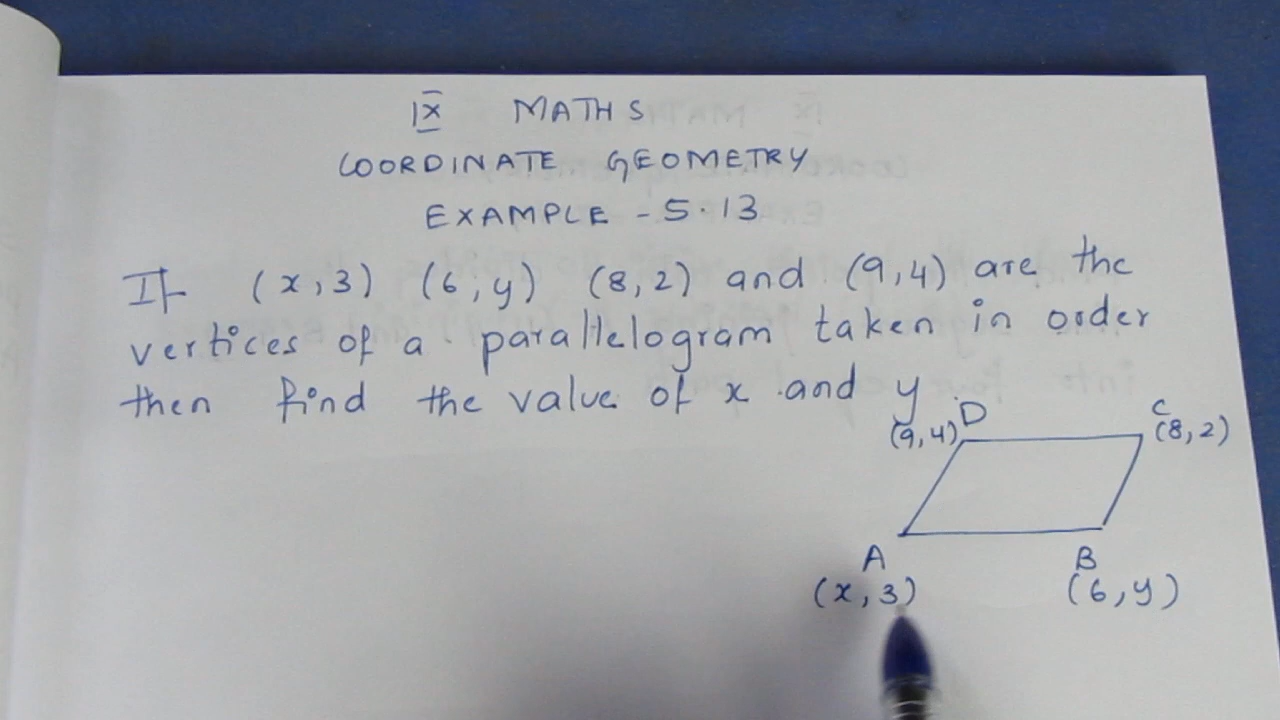 IX MATHS
COORDINATE GEOMETRY
EXAMPLE - 5.13
If (x,3) (6,y) (8,2) and (9,4) are the
vertices of a parallelogram taken in order
then find the value of x and y.
D C
(9,4) (8,2)
A B
(x,3) (6,y)